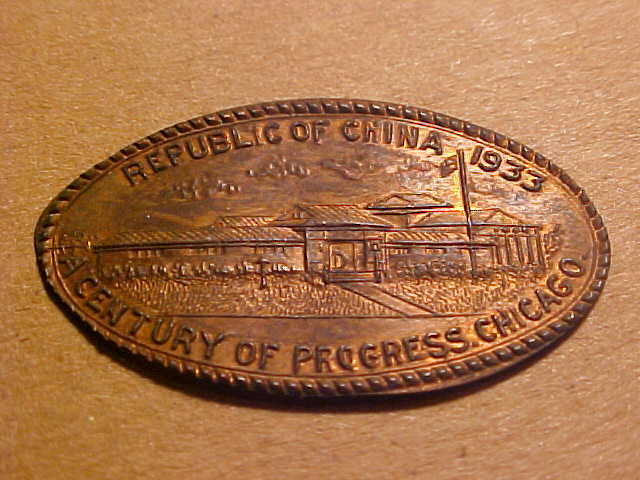 REPUBLIC OF CHINA 1933
A CENTURY OF PROGRESS. CHICAGO.